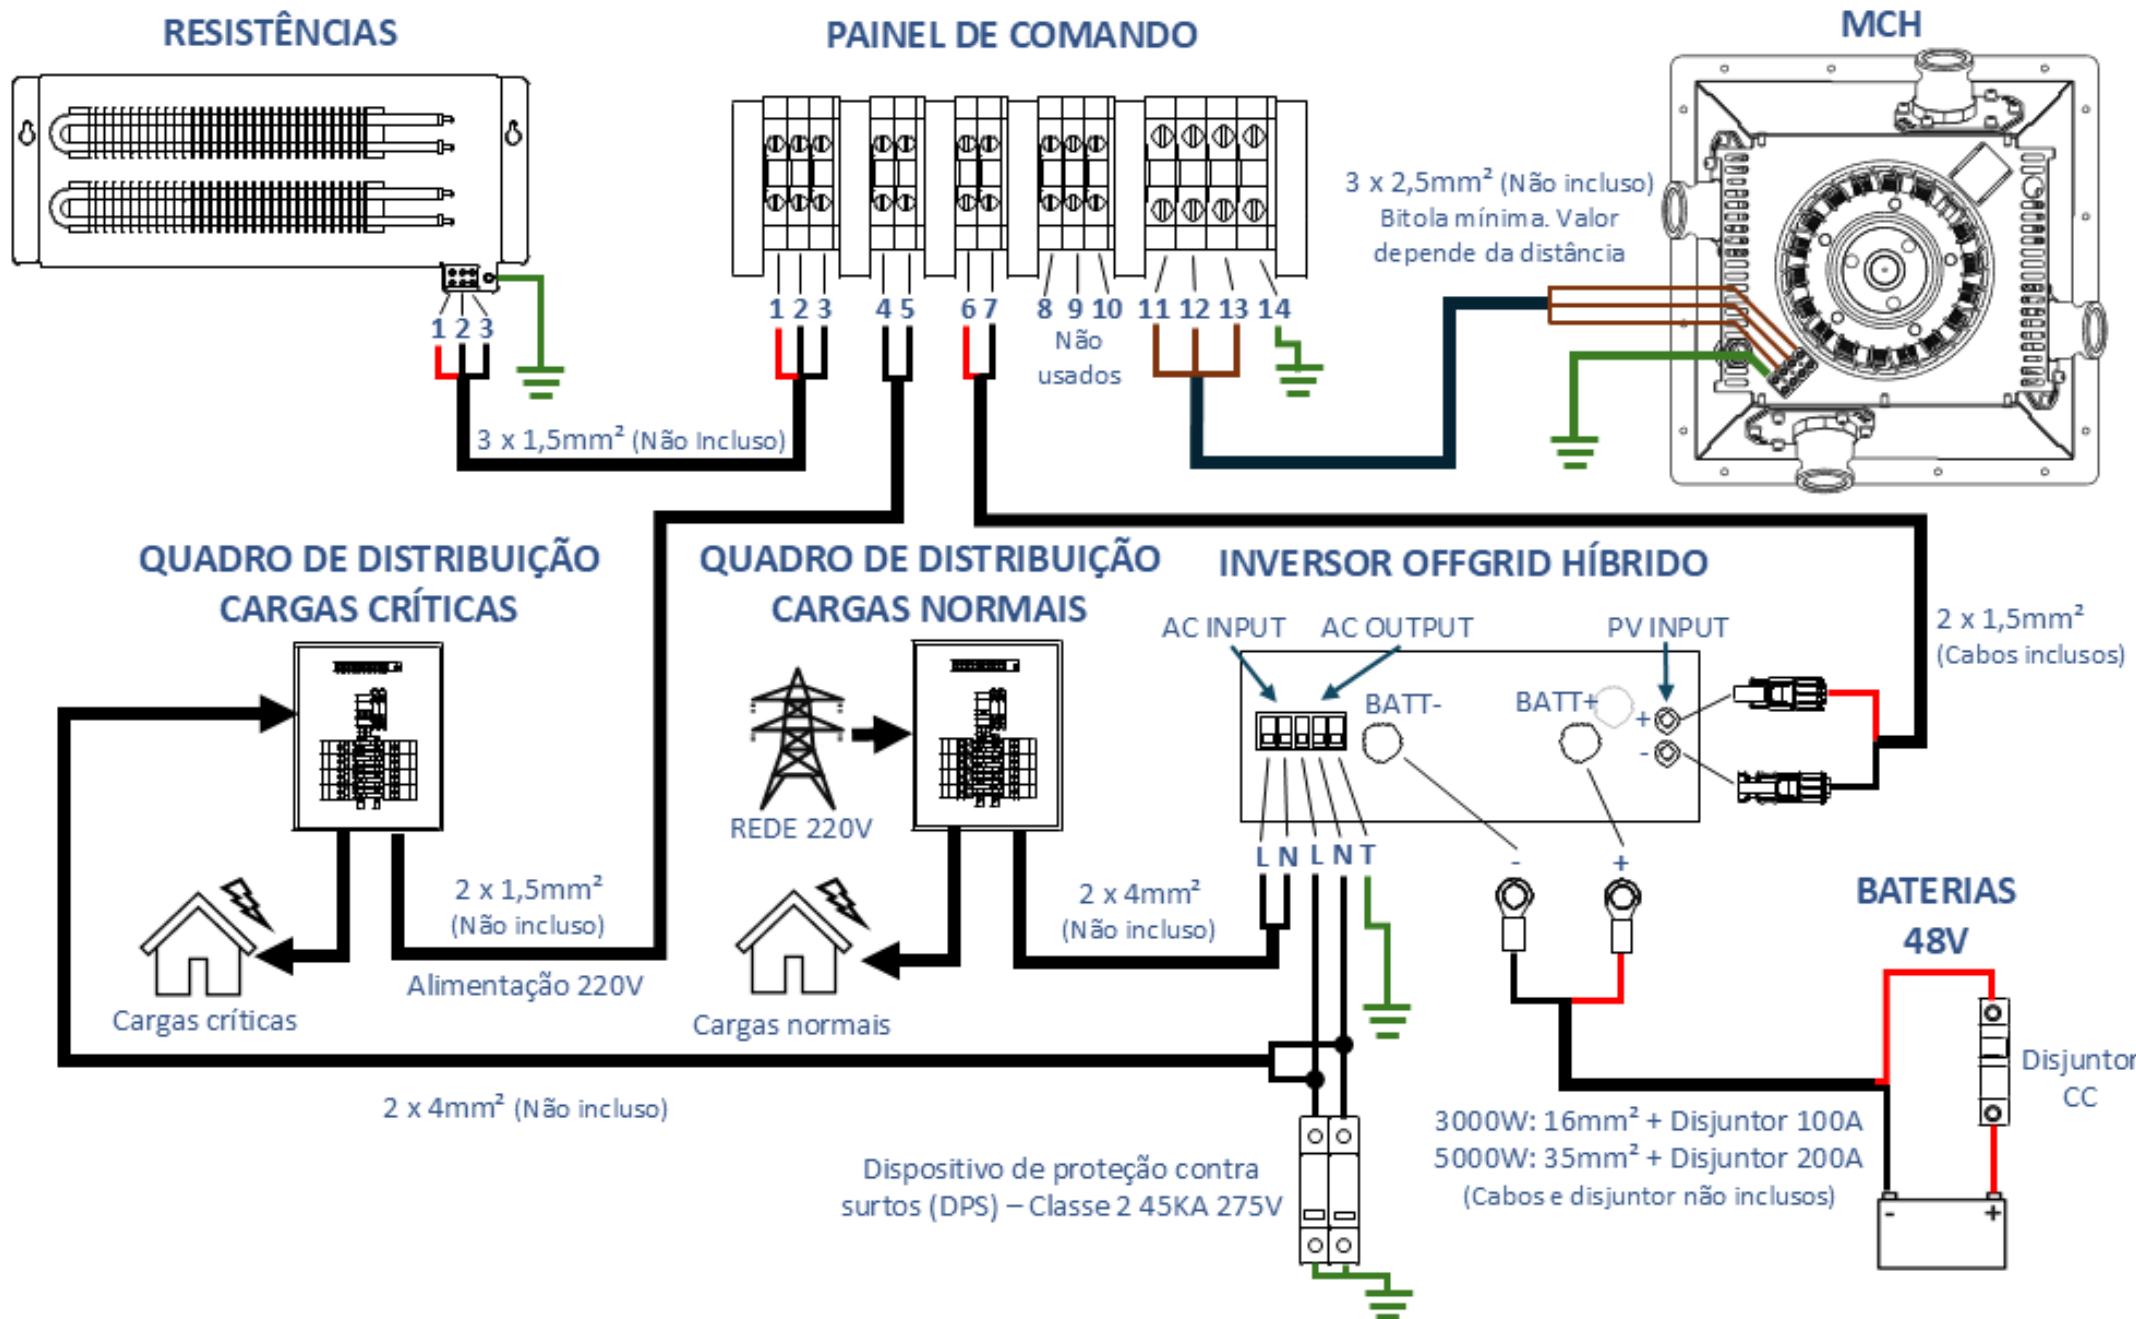 RESISTÊNCIAS
PAINEL DE COMANDO
MCH
3 x 2,5mm² (Não incluso)
Bitola mínima. Valor
depende da distância
1 2 3
1 2 3
4 5
6 7
8 9 10
Não
usados
11 12 13 14
3 x 1,5mm² (Não Incluso)
QUADRO DE DISTRIBUIÇÃO
CARGAS CRÍTICAS
QUADRO DE DISTRIBUIÇÃO
CARGAS NORMAIS
INVERSOR OFFGRID HÍBRIDO
AC INPUT
AC OUTPUT
PV INPUT
2 x 1,5mm²
(Cabos inclusos)
BATT-
BATT+
+
-
REDE 220V
L N L N T
-
+
2 x 1,5mm²
(Não incluso)
2 x 4mm²
(Não incluso)
BATERIAS
48V
Alimentação 220V
Cargas críticas
Cargas normais
Disjuntor
CC
2 x 4mm² (Não incluso)
3000W: 16mm² + Disjuntor 100A
5000W: 35mm² + Disjuntor 200A
(Cabos e disjuntor não inclusos)
Dispositivo de proteção contra
surtos (DPS) – Classe 2 45KA 275V
- +